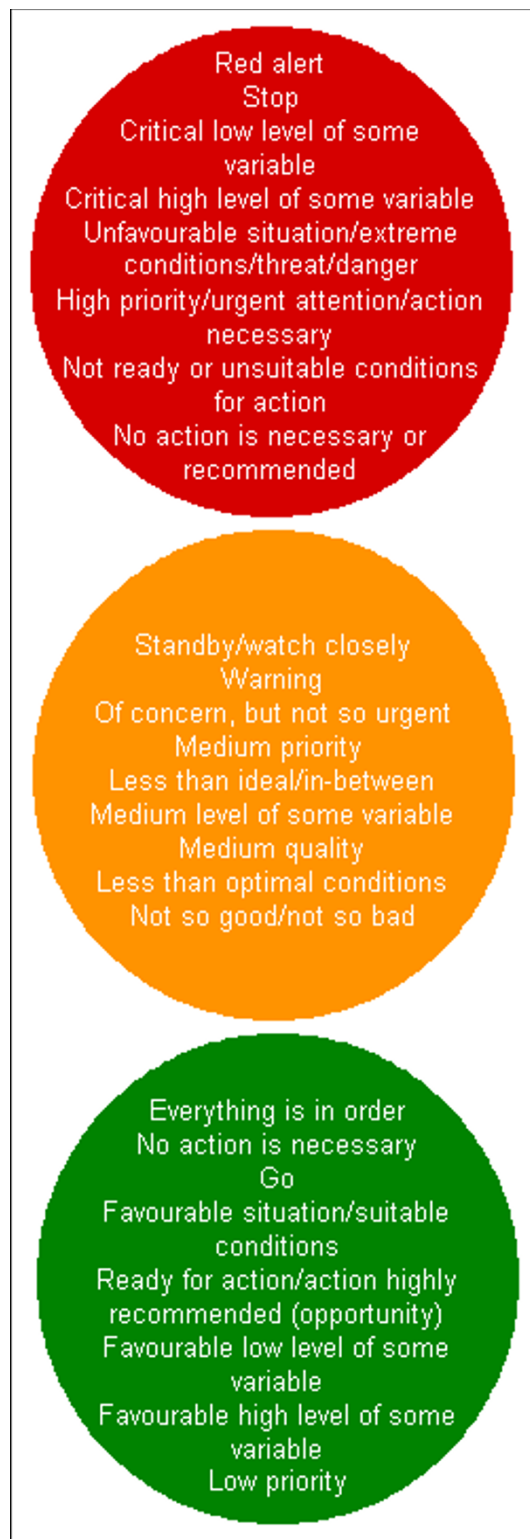 Red alert
Stop
Critical low level of some
variable
Critical high level of some variable
Unfavourable situation/extreme
conditions/threat/danger
High priority/urgent attention/action
necessary
Not ready or unsuitable conditions
for action
No action is necessary or
recommended
Standby/watch closely
Warning
Of concern, but not so urgent
Medium priority
Less than ideal/in-between
Medium level of some variable
Medium quality
Less than optimal conditions
Not so good/not so bad
Everything is in order
No action is necessary
Go
Favourable situation/suitable
conditions
Ready for action/action highly
recommended (opportunity)
Favourable low level of some
variable
Favourable high level of some
variable
Low priority